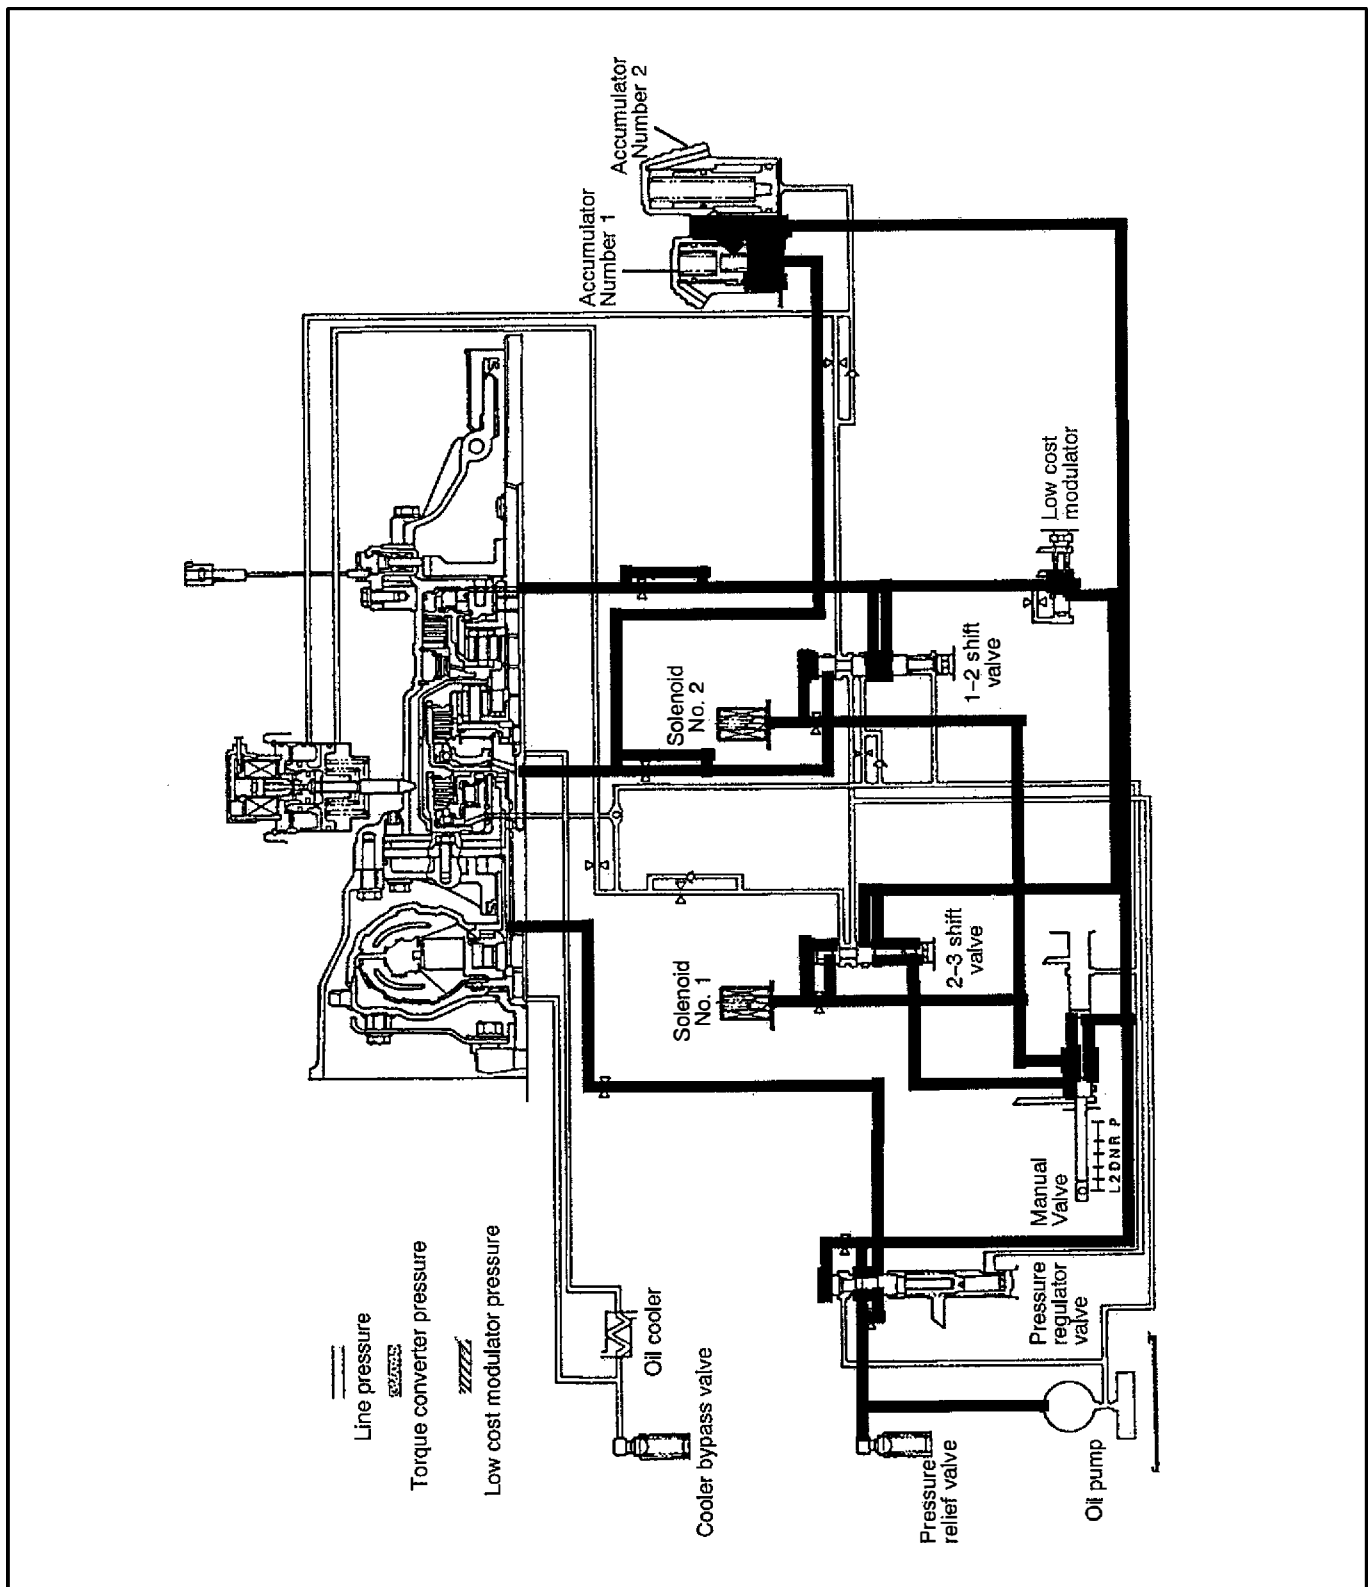 Line pressure
Torque converter pressure
Low cost modulator pressure
Cooler bypass valve
Oil cooler
Pressure
relief valve
Oil pump
Pressure
regulator
valve
Manual
Valve
L 2 D N R P
Solenoid
No. 1
2–3 shift
valve
Solenoid
No. 2
1–2 shift
valve
Low cost
modulator
Accumulator
Number 1
Accumulator
Number 2